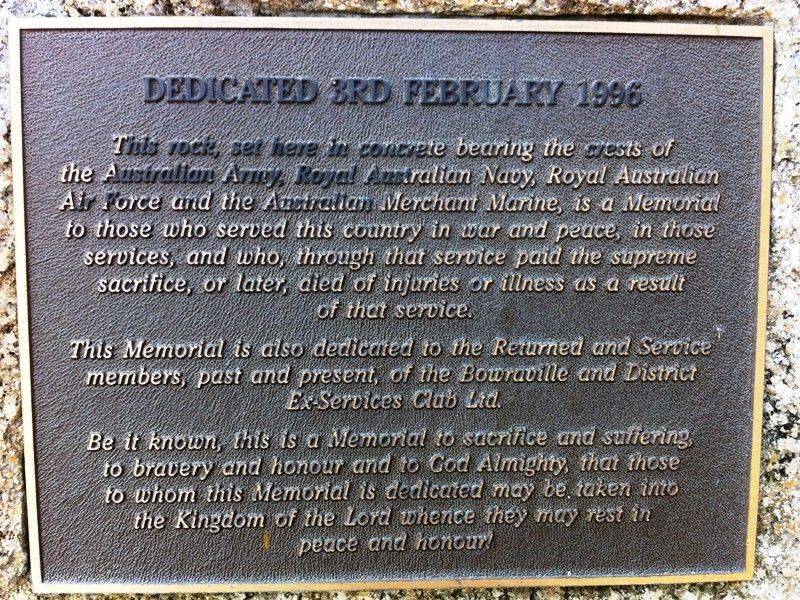 DEDICATED 3RD FEBRUARY 1996
This rock, set here in concrete bearing the crests of
the Australian Army, Royal Australian Navy, Royal Australian
Air Force and the Australian Merchant Marine, is a Memorial
to those who served this country in war and peace, in those
services, and who, through that service paid the supreme
sacrifice, or later, died of injuries or illness as a result
of that service.
This Memorial is also dedicated to the Returned and Service
members, past and present, of the Bowraville and District
Ex-Services Club Ltd.
Be it known, this is a Memorial to sacrifice and suffering,
to bravery and honour and to God Almighty, that those
to whom this Memorial is dedicated may be taken into
the Kingdom of the Lord whence they may rest in
peace and honour!